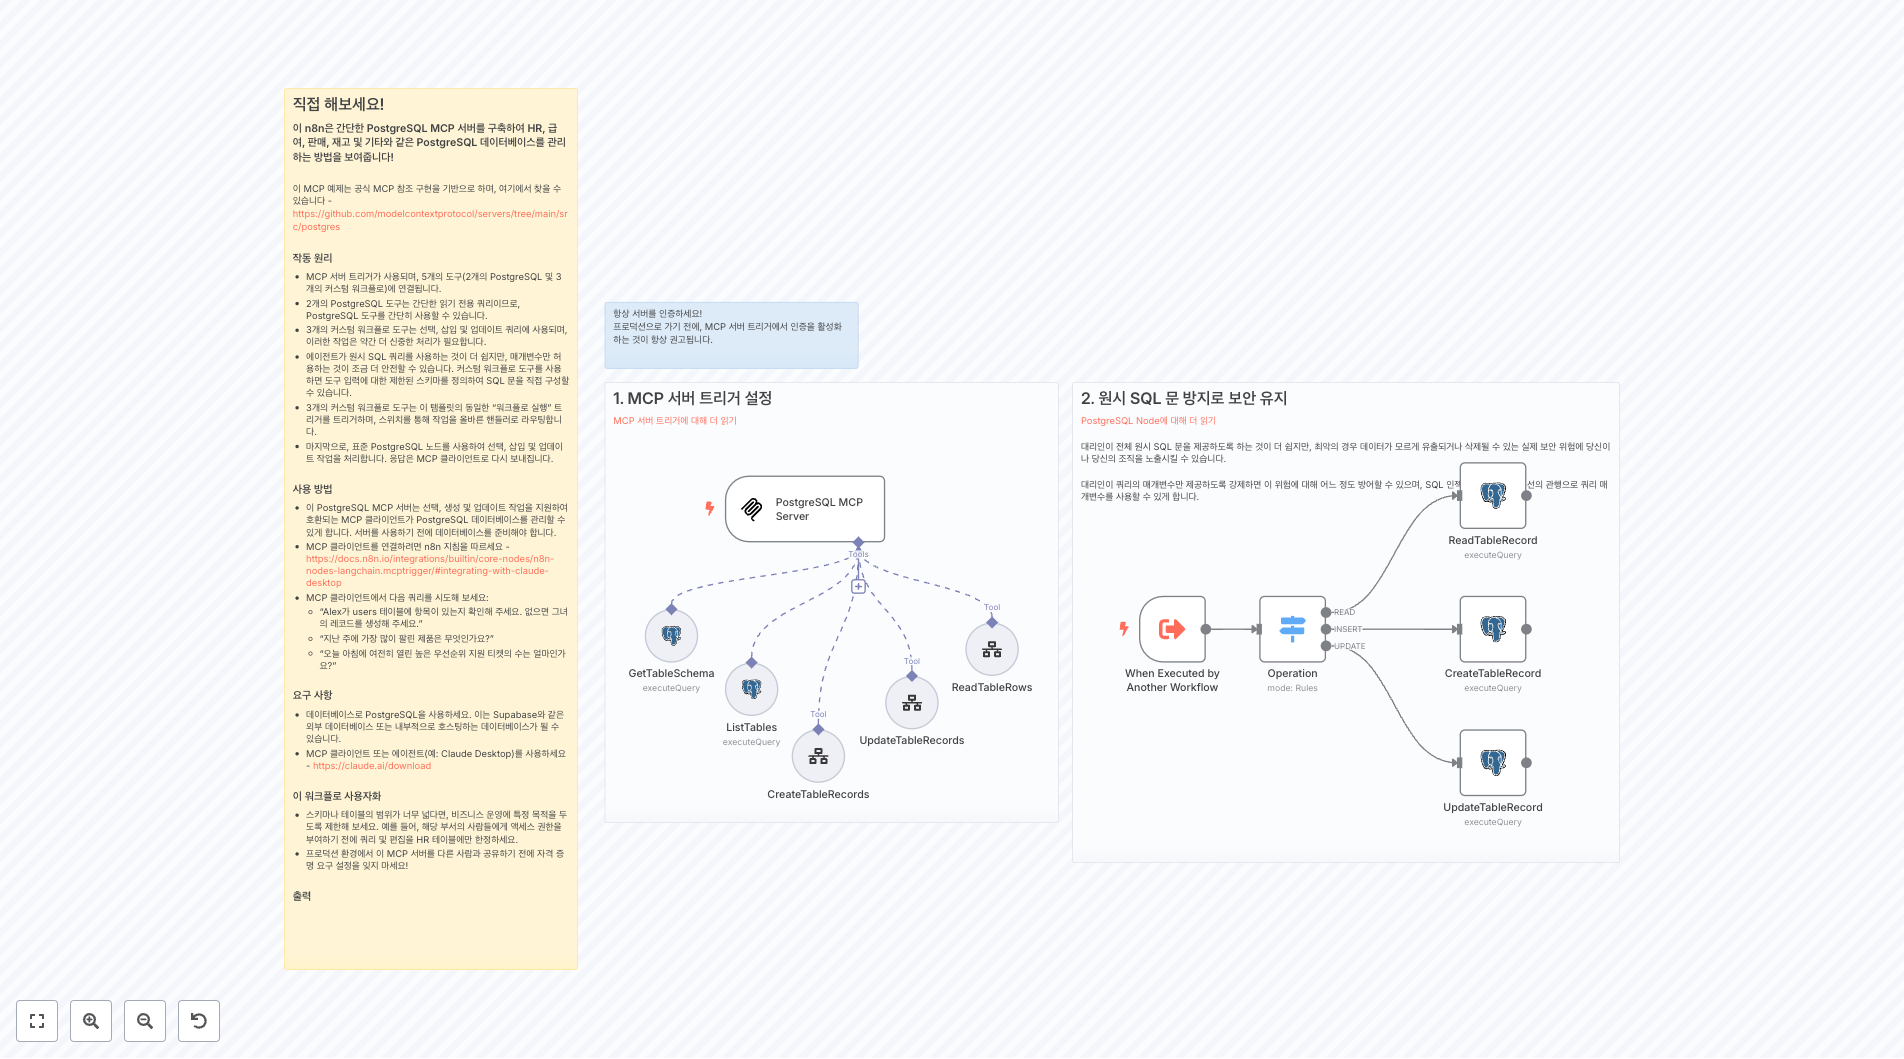 직접 해보세요!
이 n8n은 간단한 PostgreSQL MCP 서버를 구축하여 HR, 급
여, 판매, 재고 및 기타와 같은 PostgreSQL 데이터베이스를 관리
하는 방법을 보여줍니다!
이 MCP 예제는 공식 MCP 참조 구현을 기반으로 하며, 여기에서 찾을 수
있습니다 -
https://github.com/modelcontextprotocol/servers/tree/main/sr
c/postgres
작동 원리
• MCP 서버 트리거가 사용되며, 5개의 도구(2개의 PostgreSQL 및 3
개의 커스텀 워크플로)에 연결됩니다.
• 2개의 PostgreSQL 도구는 간단한 읽기 전용 쿼리이므로,
PostgreSQL 도구를 간단히 사용할 수 있습니다.
• 3개의 커스텀 워크플로 도구는 선택, 삽입 및 업데이트 쿼리에 사용되며,
이러한 작업은 약간 더 신중한 처리가 필요합니다.
• 에이전트가 원시 SQL 쿼리를 사용하는 것이 더 쉽지만, 매개변수만 허
용하는 것이 조금 더 안전할 수 있습니다. 커스텀 워크플로 도구를 사용
하면 도구 입력에 대한 제한된 스키마를 정의하여 SQL 문을 직접 구성할
수 있습니다.
• 3개의 커스텀 워크플로 도구는 이 템플릿의 동일한 “워크플로 실행” 트
리거를 트리거하며, 스위치를 통해 작업을 올바른 핸들러로 라우팅합니
다.
• 마지막으로, 표준 PostgreSQL 노드를 사용하여 선택, 삽입 및 업데이
트 작업을 처리합니다. 응답은 MCP 클라이언트로 다시 보내집니다.
사용 방법
• 이 PostgreSQL MCP 서버는 선택, 생성 및 업데이트 작업을 지원하여
호환되는 MCP 클라이언트가 PostgreSQL 데이터베이스를 관리할 수
있게 합니다. 서버를 사용하기 전에 데이터베이스를 준비해야 합니다.
• MCP 클라이언트를 연결하려면 n8n 지침을 따르세요 -
https://docs.n8n.io/integrations/builtin/core-nodes/n8n-
nodes-langchain.mcptrigger/#integrating-with-claude-
desktop
• MCP 클라이언트에서 다음 쿼리를 시도해 보세요:
“Alex가 users 테이블에 항목이 있는지 확인해 주세요. 없으면 그녀
의 레코드를 생성해 주세요.”
“지난 주에 가장 많이 팔린 제품은 무엇인가요?”
“오늘 아침에 여전히 열린 높은 우선순위 지원 티켓의 수는 얼마인가
요?”
요구 사항
• 데이터베이스로 PostgreSQL을 사용하세요. 이는 Supabase와 같은
외부 데이터베이스 또는 내부적으로 호스팅하는 데이터베이스가 될 수
있습니다.
• MCP 클라이언트 또는 에이전트(예: Claude Desktop)를 사용하세요
- https://claude.ai/download
이 워크플로 사용자화
• 스키마나 테이블의 범위가 너무 넓다면, 비즈니스 운영에 특정 목적을 두
도록 제한해 보세요. 예를 들어, 해당 부서의 사람들에게 액세스 권한을
부여하기 전에 쿼리 및 편집을 HR 테이블에만 한정하세요.
• 프로덕션 환경에서 이 MCP 서버를 다른 사람과 공유하기 전에 자격 증
명 요구 설정을 잊지 마세요!
출력
항상 서버를 인증하세요!
프로덕션으로 가기 전에, MCP 서버 트리거에서 인증을 활성화
하는 것이 항상 권고됩니다.
1. MCP 서버 트리거 설정
MCP 서버 트리거에 대해 더 읽기
PostgreSQL MCP
Server
Tools
Tool
Tool
Tool
GetTableSchema
executeQuery
ListTables
executeQuery
CreateTableRecords
UpdateTableRecords
ReadTableRows
2. 원시 SQL 문 방지로 보안 유지
PostgreSQL Node에 대해 더 읽기
대리인이 전체 원시 SQL 문을 제공하도록 하는 것이 더 쉽지만, 최악의 경우 데이터가 모르게 유출되거나 삭제될 수 있는 실제 보안 위험에 당신이
나 당신의 조직을 노출시킬 수 있습니다.
대리인이 쿼리의 매개변수만 제공하도록 강제하면 이 위험에 대해 어느 정도 방어할 수 있으며, SQL 인 선의 관행으로 쿼리 매
개변수를 사용할 수 있게 합니다.
ReadTableRecord
executeQuery
When Executed by
Another Workflow
Operation
mode: Rules
READ
INSERT
UPDATE
CreateTableRecord
executeQuery
UpdateTableRecord
executeQuery